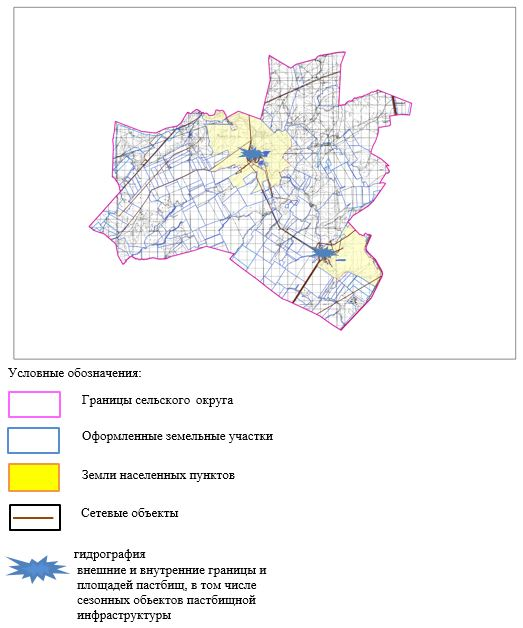 Условные обозначения:
Границы сельского округа
Оформленные земельные участки
Земли населенных пунктов
Сетевые объекты
гидрография
внешние и внутренние границы и
площадей пастбищ, в том числе
сезонных объектов пастбищной
инфраструктуры